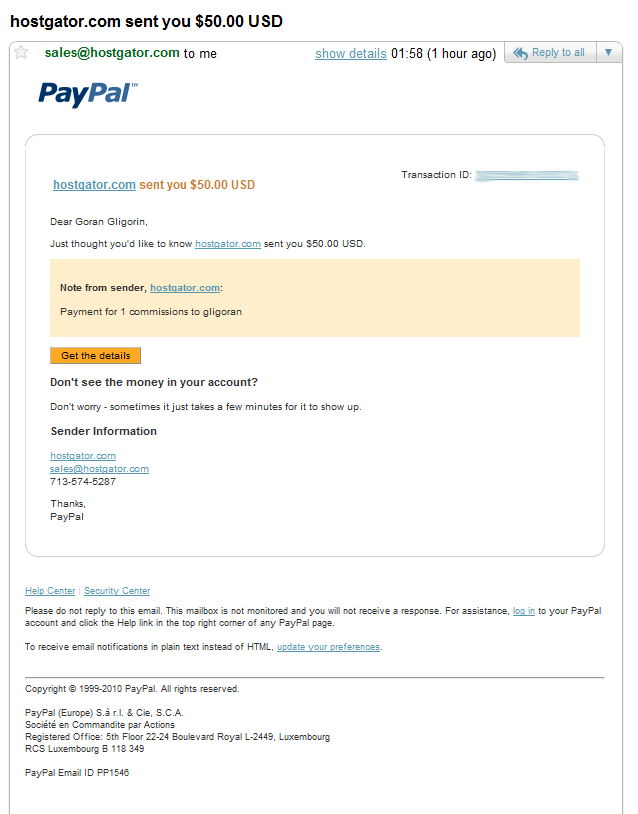 hostgator.com sent you $50.00 USD
sales@hostgator.com to me show details 01:58 (1 hour ago) Reply to all
PayPal™
Transaction ID:
hostgator.com sent you $50.00 USD
Dear Goran Gligorin,
Just thought you'd like to know hostgator.com sent you $50.00 USD.
Note from sender, hostgator.com:
Payment for 1 commissions to gligoran
Get the details
Don't see the money in your account?
Don't worry - sometimes it just takes a few minutes for it to show up.
Sender Information
hostgator.com
sales@hostgator.com
713-574-5287
Thanks,
PayPal
Help Center | Security Center
Please do not reply to this email. This mailbox is not monitored and you will not receive a response. For assistance, log in to your PayPal
account and click the Help link in the top right corner of any PayPal page.
To receive email notifications in plain text instead of HTML, update your preferences.
Copyright © 1999-2010 PayPal. All rights reserved.
PayPal (Europe) S.à r.l. & Cie, S.C.A.
Société en Commandite par Actions
Registered Office: 5th Floor 22-24 Boulevard Royal L-2449, Luxembourg
RCS Luxembourg B 118 349
PayPal Email ID PP1546